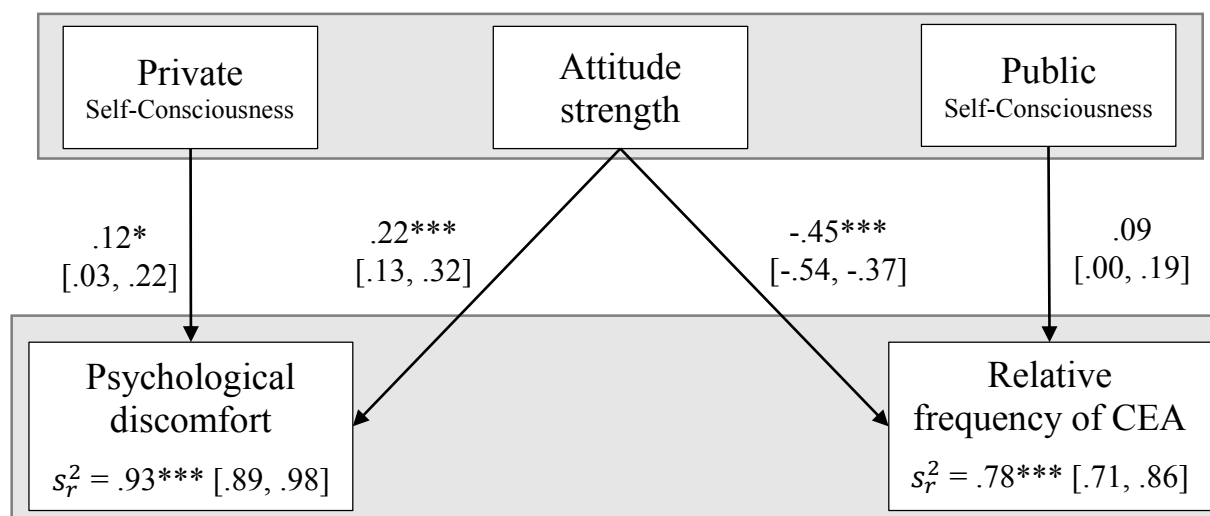 Private
Self-Consciousness
Attitude
strength
Public
Self-Consciousness
.12*
[.03, .22]
.22***
[.13, .32]
-.45***
[-.54, -.37]
.09
[.00, .19]
Psychological
discomfort
s_r^2 = .93*** [.89, .98]
Relative
frequency of CEA
s_r^2 = .78*** [.71, .86]